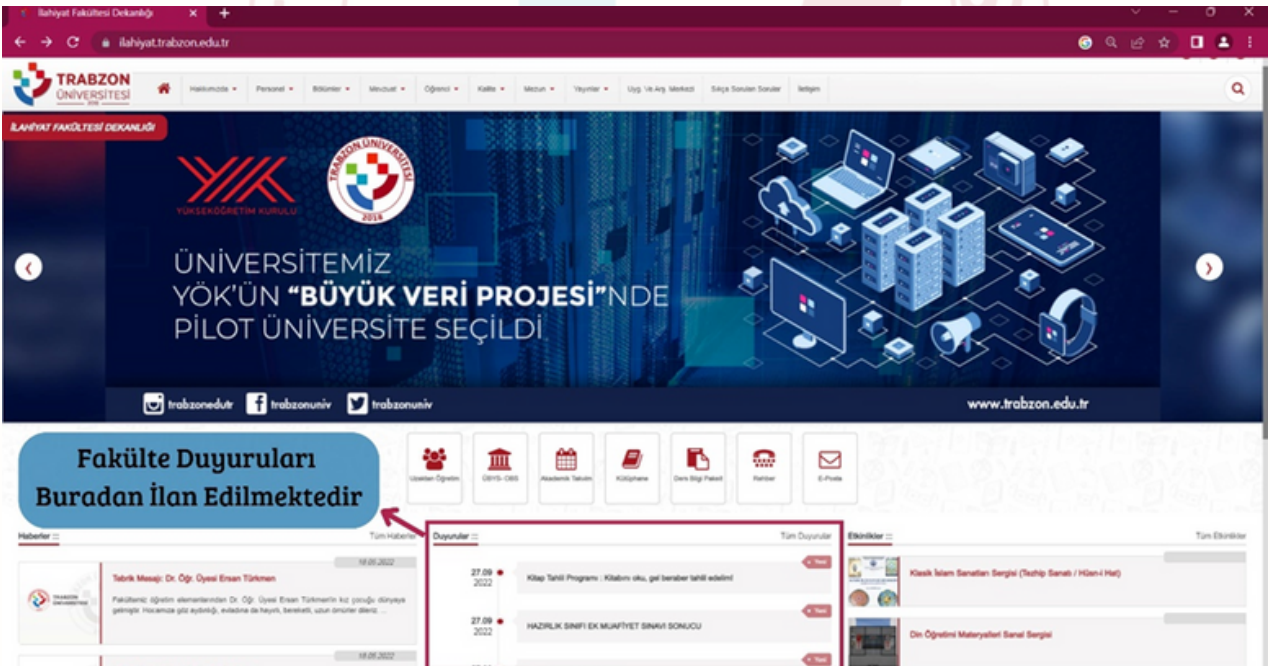 İlahiyat Fakültesi Dekanlığı
ilahiyat.trabzon.edu.tr
TRABZON
ÜNİVERSİTESİ
2018
Hakkımızda
Personel
Bölümler
Mevzuat
Öğrenci
Kalite
Mezun
Yayınlar
Uyg. Ve Arş. Merkezi
Sıkça Sorulan Sorular
İletişim
İLAHİYAT FAKÜLTESİ DEKANLIĞI
YÜKSEKÖĞRETİM KURULU
TRABZON ÜNİVERSİTESİ
2018
ÜNİVERSİTEMİZ
YÖK'ÜN “BÜYÜK VERİ PROJESİ”NDE
PİLOT ÜNİVERSİTE SEÇİLDİ
trabzonedutr
trabzonuniv
trabzonuniv
www.trabzon.edu.tr
Fakülte Duyuruları
Buradan İlan Edilmektedir
Uzaktan Öğretim
ÜBYS- OBS
Akademik Takvim
Kütüphane
Ders Bilgi Paketi
Rehber
E-Posta
Haberler :::
Tüm Haberler
18.05.2022
Tebrik Mesajı: Dr. Öğr. Üyesi Ersan Türkmen
Fakültemiz öğretim elemanlarından Dr. Öğr. Üyesi Ersan Türkmen'in kız çocuğu dünyaya
gelmiştir. Hocamıza göz aydınlığı, evladına da hayırlı, bereketli, uzun ömürler dileriz. ...
18.05.2022
Duyurular :::
Tüm Duyurular
Yeni
27.09
2022
Kitap Tahlil Programı : Kitabını oku, gel beraber tahlil edelim!
Yeni
27.09
2022
HAZIRLIK SINIFI EK MUAFİYET SINAVI SONUCU
Yeni
Etkinlikler :::
Tüm Etkinlikler
Klasik İslam Sanatları Sergisi (Tezhip Sanatı / Hüsn-i Hat)
Din Öğretimi Materyalleri Sanal Sergisi